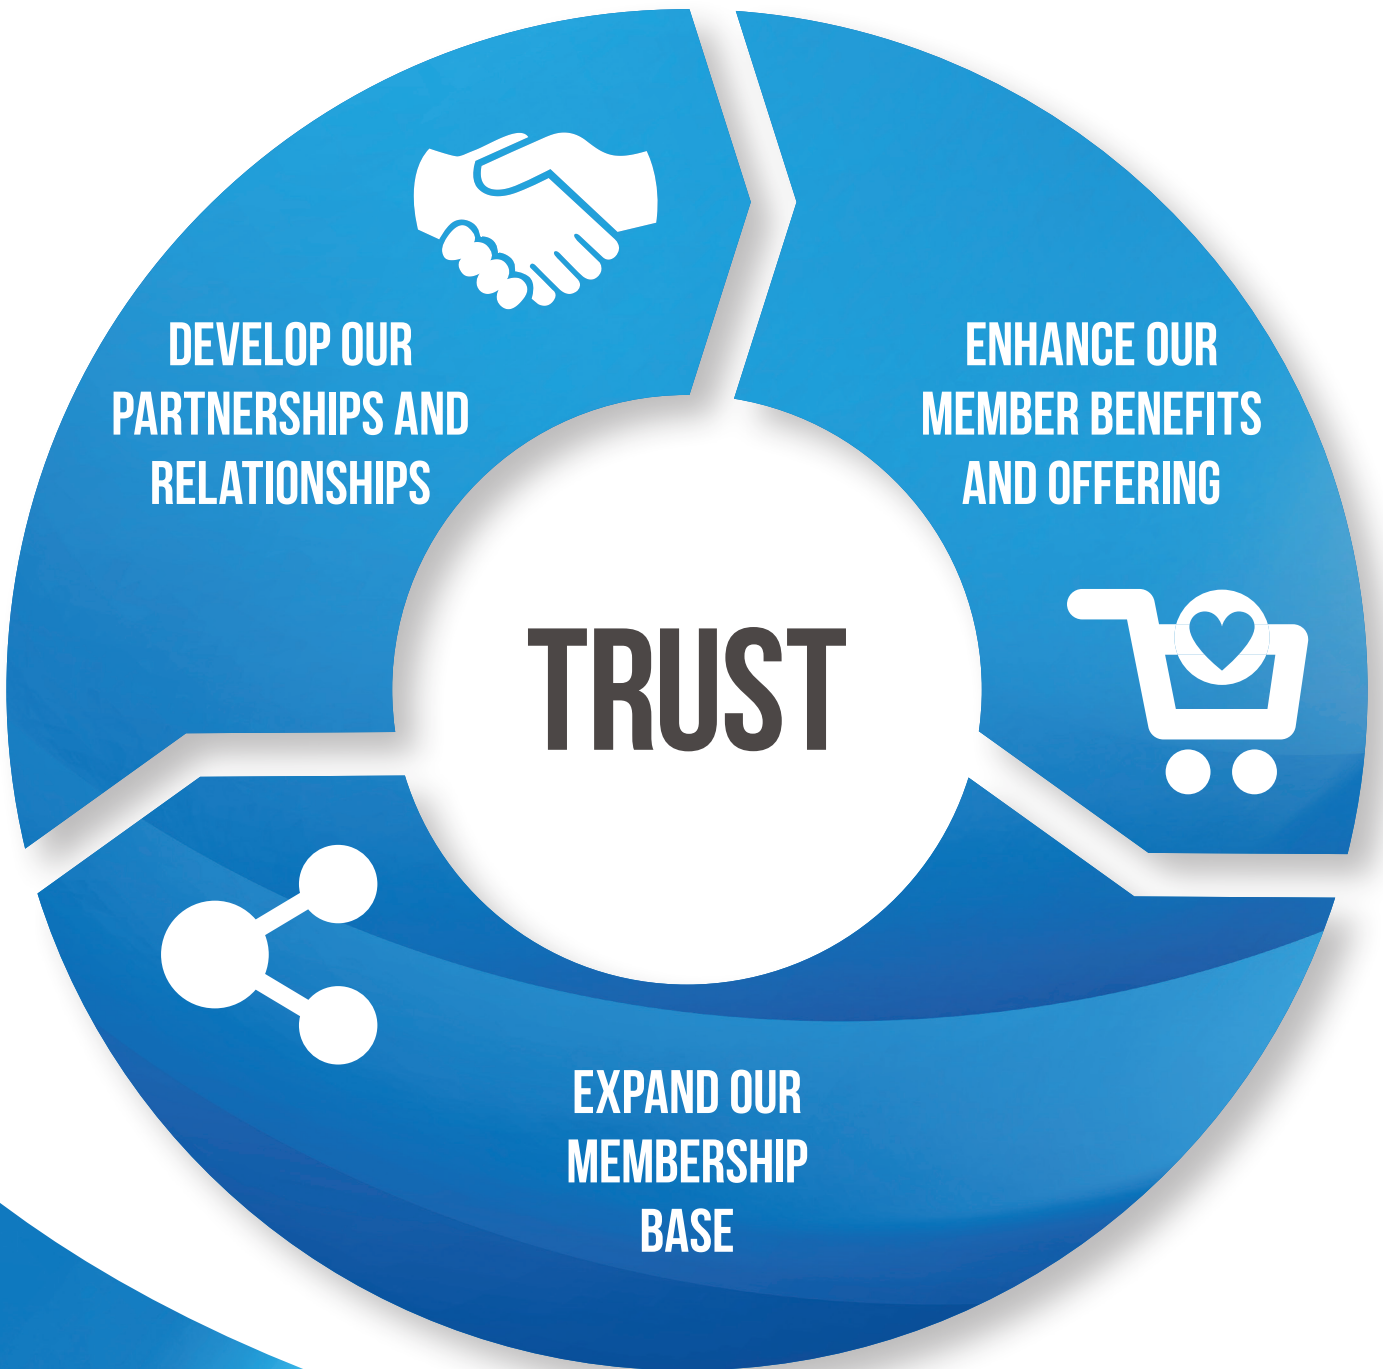 DEVELOP OUR
PARTNERSHIPS AND
RELATIONSHIPS
ENHANCE OUR
MEMBER BENEFITS
AND OFFERING
TRUST
EXPAND OUR
MEMBERSHIP
BASE